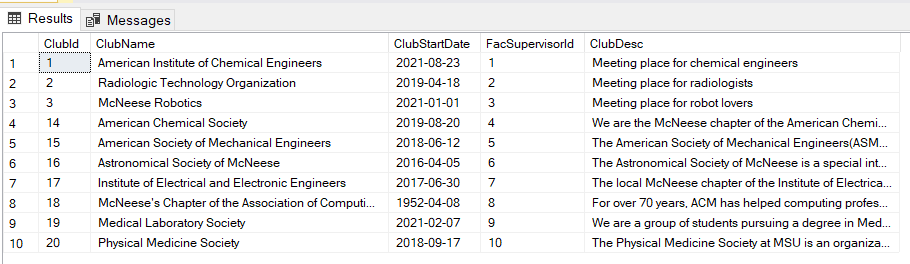 Results Messages
ClubId ClubName ClubStartDate FacSupervisorId ClubDesc
1 1 American Institute of Chemical Engineers 2021-08-23 1 Meeting place for chemical engineers
2 2 Radiologic Technology Organization 2019-04-18 2 Meeting place for radiologists
3 3 McNeese Robotics 2021-01-01 3 Meeting place for robot lovers
4 14 American Chemical Society 2019-08-20 4 We are the McNeese chapter of the American Chemi...
5 15 American Society of Mechanical Engineers 2018-06-12 5 The American Society of Mechanical Engineers(ASM...
6 16 Astronomical Society of McNeese 2016-04-05 6 The Astronomical Society of McNeese is a special int...
7 17 Institute of Electrical and Electronic Engineers 2017-06-30 7 The local McNeese chapter of the Institute of Electrica...
8 18 McNeese's Chapter of the Association of Computi... 1952-04-08 8 For over 70 years, ACM has helped computing profes...
9 19 Medical Laboratory Society 2021-02-07 9 We are a group of students pursuing a degree in Med...
10 20 Physical Medicine Society 2018-09-17 10 The Physical Medicine Society at MSU is an organiza...